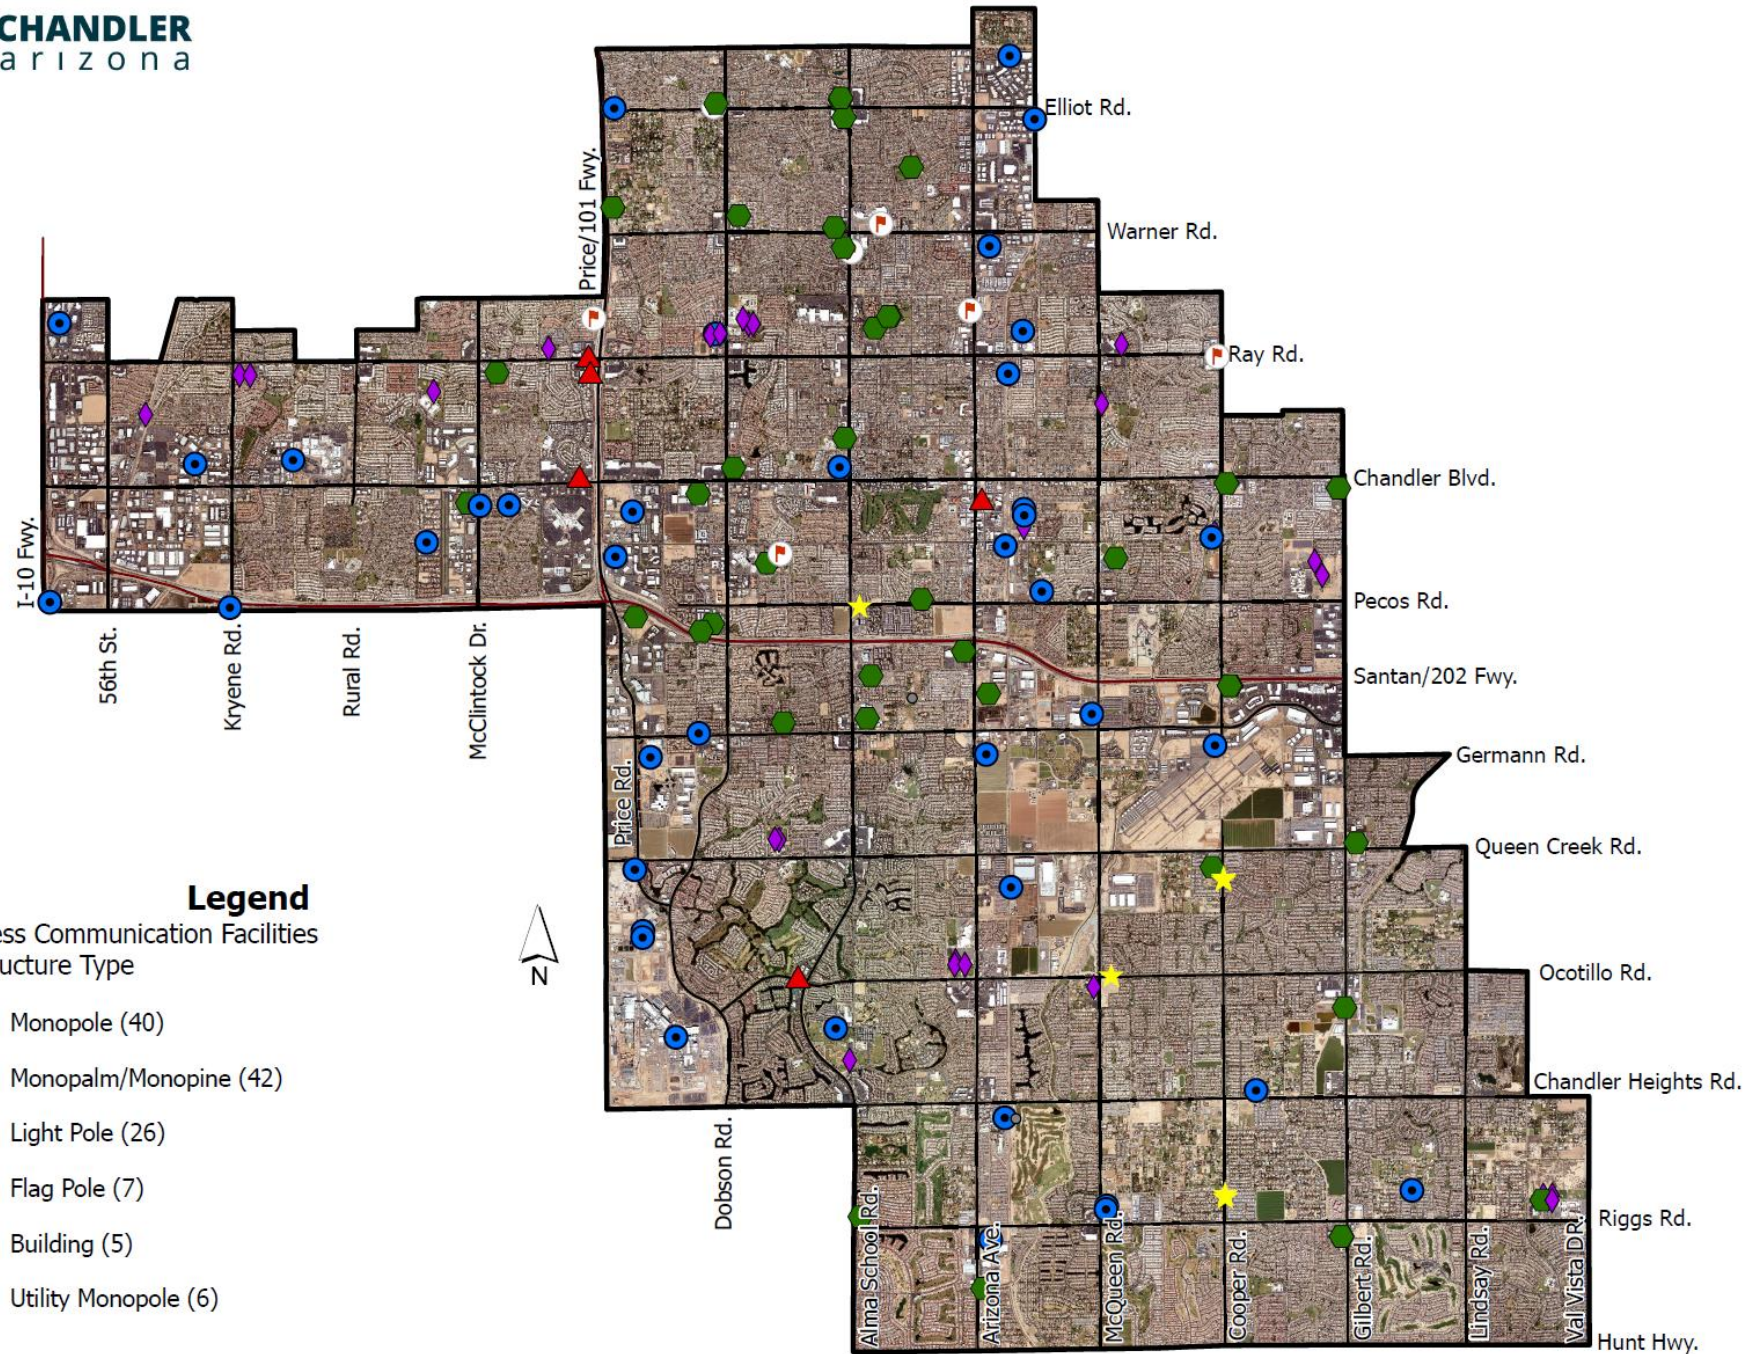 CHANDLER
arizona
Elliot Rd.
Price/101 Fwy.
Warner Rd.
Ray Rd.
Chandler Blvd.
I-10 Fwy.
Pecos Rd.
56th St.
Kryene Rd.
Rural Rd.
McClintock Dr.
Santan/202 Fwy.
Germann Rd.
Price Rd.
Queen Creek Rd.
Legend
ess Communication Facilities
ucture Type
N
Ocotillo Rd.
Monopole (40)
Monopalm/Monopine (42)
Chandler Heights Rd.
Light Pole (26)
Dobson Rd.
Flag Pole (7)
Riggs Rd.
Building (5)
Utility Monopole (6)
Alma School Rd.
Arizona Ave.
McQueen Rd.
Cooper Rd.
Gilbert Rd.
Lindsay Rd.
Val Vista DR.
Hunt Hwy.